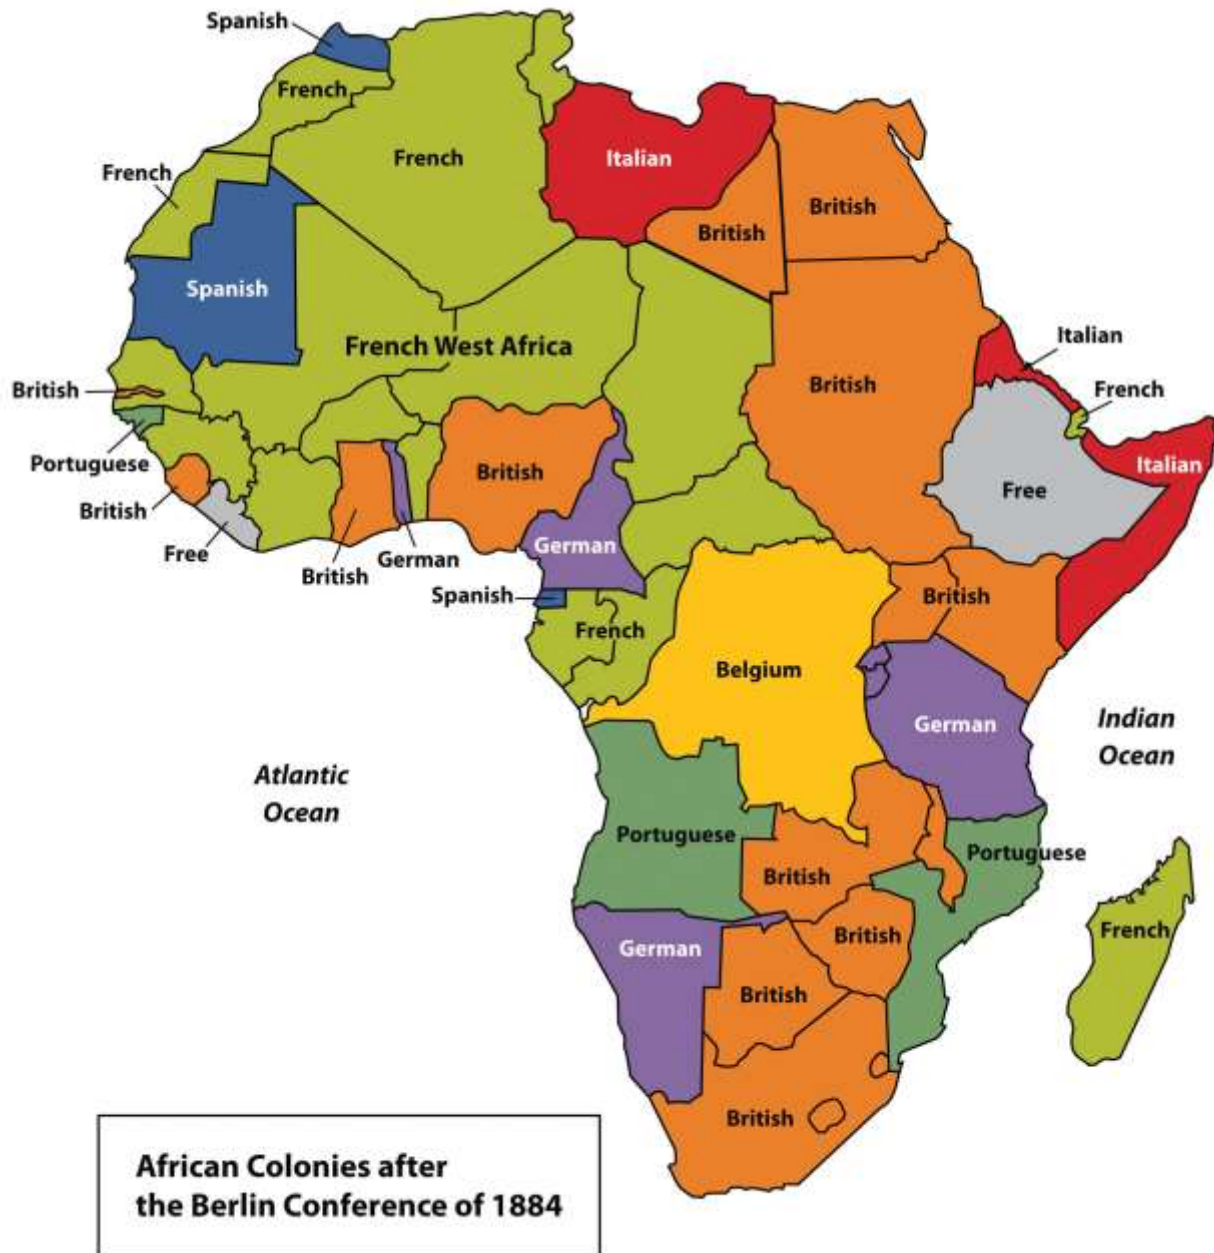 Spanish
French
French
Italian
French
British
British
Spanish
Italian
French West Africa
British
British
French
Portuguese
British
Italian
British
Free
Free
German
German
British
Spanish
British
French
Belgium
Indian
Ocean
German
Atlantic
Ocean
Portuguese
Portuguese
British
French
British
German
British
British
African Colonies after
the Berlin Conference of 1884